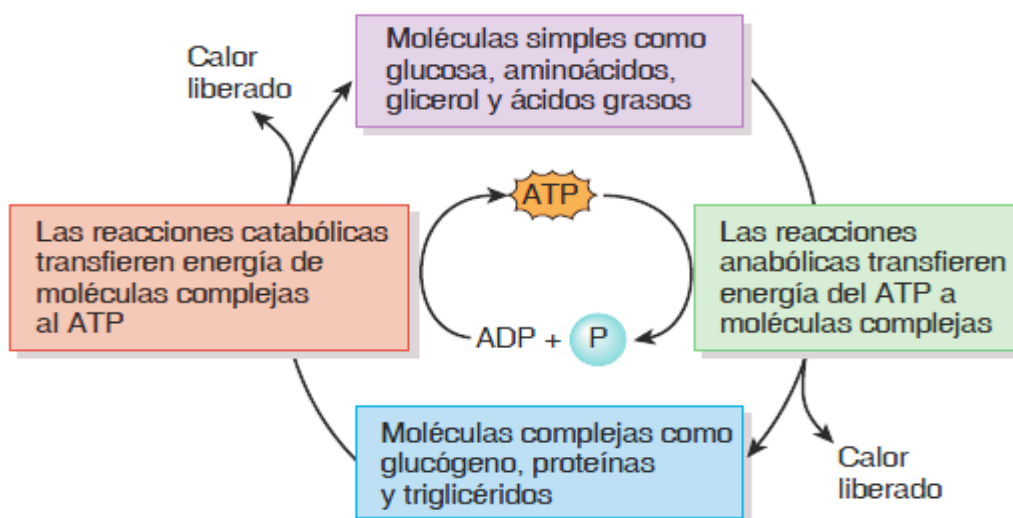 Moléculas simples como
glucosa, aminoácidos,
glicerol y ácidos grasos
Calor
liberado
Las reacciones catabólicas
transfieren energía de
moléculas complejas
al ATP
ATP
ADP + P
Las reacciones
anabólicas transfieren
energía del ATP a
moléculas complejas
Moléculas complejas como
glucógeno, proteínas
y triglicéridos
Calor
liberado